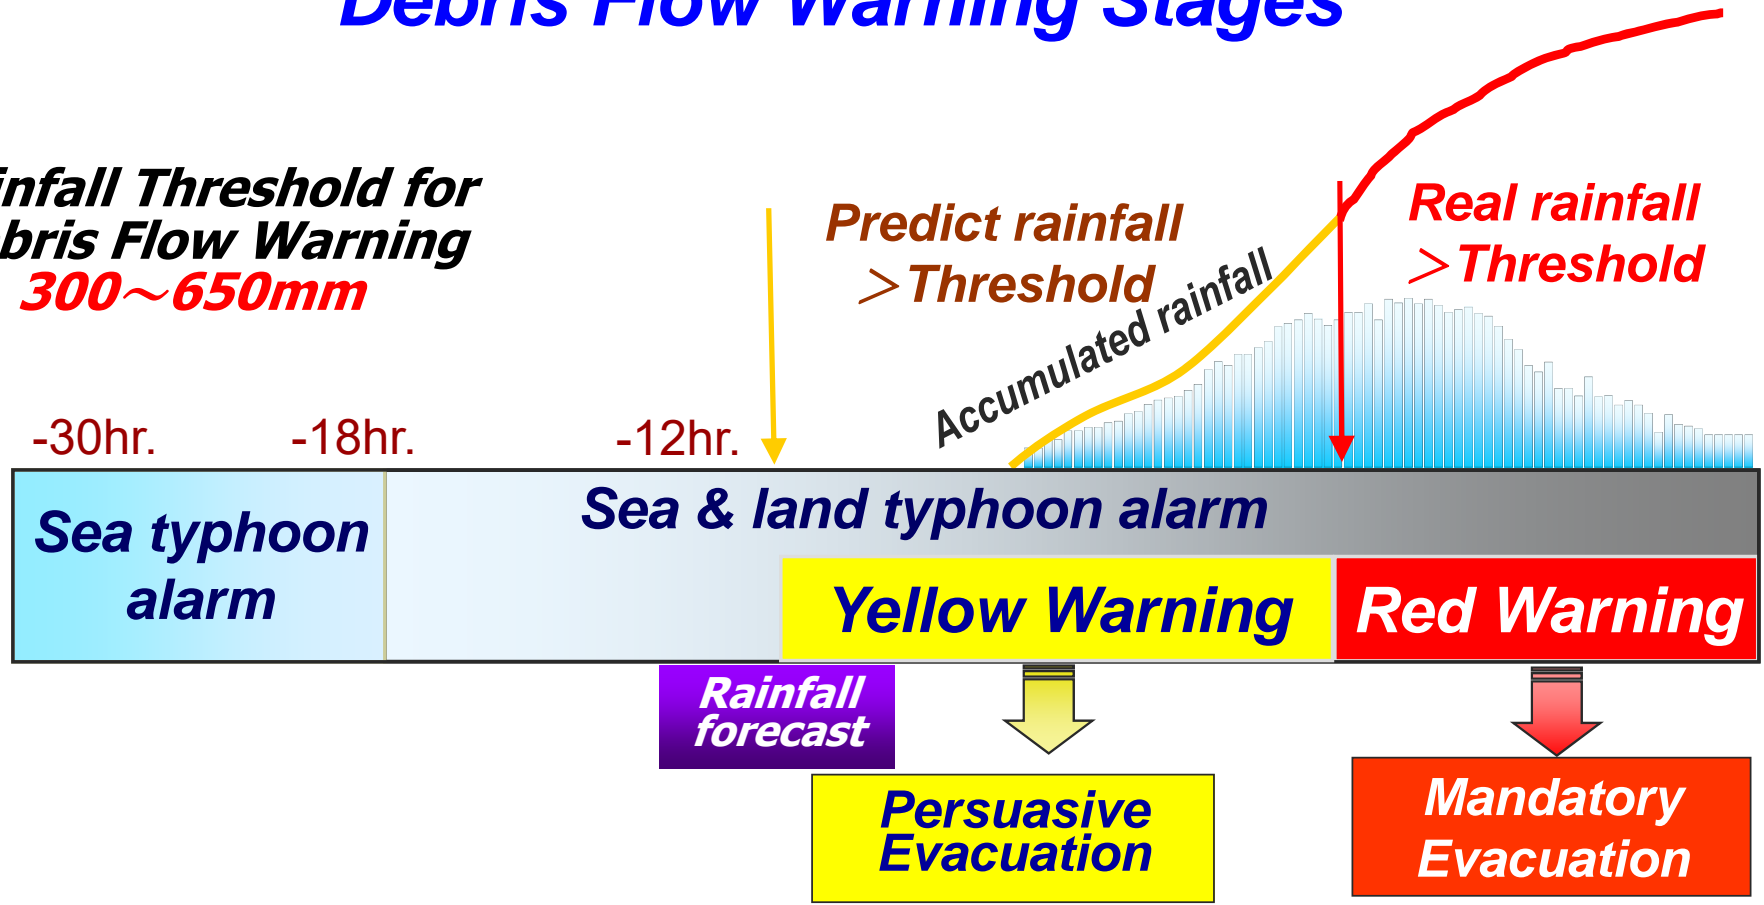 Debris Flow Warning Stages
infall Threshold for
bris Flow Warning
300～650mm
Predict rainfall
＞Threshold
Real rainfall
＞Threshold
Accumulated rainfall
-30hr.
-18hr.
-12hr.
Sea typhoon
alarm
Sea & land typhoon alarm
Yellow Warning
Red Warning
Rainfall
forecast
Persuasive
Evacuation
Mandatory
Evacuation